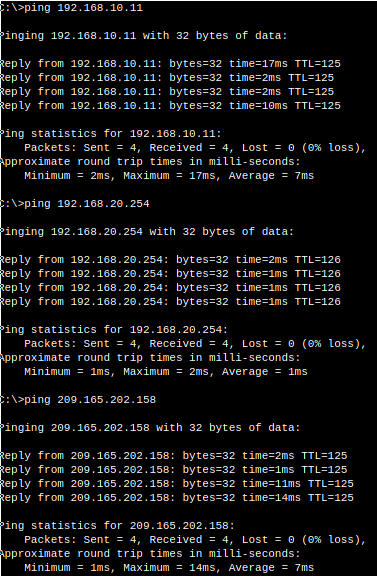 C:\>ping 192.168.10.11
Pinging 192.168.10.11 with 32 bytes of data:
Reply from 192.168.10.11: bytes=32 time=17ms TTL=125
Reply from 192.168.10.11: bytes=32 time=2ms TTL=125
Reply from 192.168.10.11: bytes=32 time=2ms TTL=125
Reply from 192.168.10.11: bytes=32 time=10ms TTL=125
Ping statistics for 192.168.10.11:
Packets: Sent = 4, Received = 4, Lost = 0 (0% loss),
Approximate round trip times in milli-seconds:
Minimum = 2ms, Maximum = 17ms, Average = 7ms
C:\>ping 192.168.20.254
Pinging 192.168.20.254 with 32 bytes of data:
Reply from 192.168.20.254: bytes=32 time=2ms TTL=126
Reply from 192.168.20.254: bytes=32 time=1ms TTL=126
Reply from 192.168.20.254: bytes=32 time=1ms TTL=126
Reply from 192.168.20.254: bytes=32 time=1ms TTL=126
Ping statistics for 192.168.20.254:
Packets: Sent = 4, Received = 4, Lost = 0 (0% loss),
Approximate round trip times in milli-seconds:
Minimum = 1ms, Maximum = 2ms, Average = 1ms
C:\>ping 209.165.202.158
Pinging 209.165.202.158 with 32 bytes of data:
Reply from 209.165.202.158: bytes=32 time=2ms TTL=125
Reply from 209.165.202.158: bytes=32 time=1ms TTL=125
Reply from 209.165.202.158: bytes=32 time=11ms TTL=125
Reply from 209.165.202.158: bytes=32 time=14ms TTL=125
Ping statistics for 209.165.202.158:
Packets: Sent = 4, Received = 4, Lost = 0 (0% loss),
Approximate round trip times in milli-seconds:
Minimum = 1ms, Maximum = 14ms, Average = 7ms